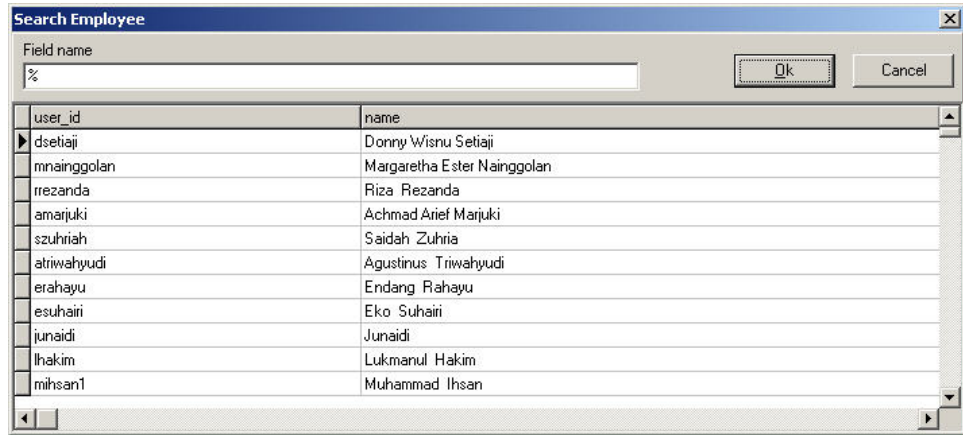 Search Employee
Field name
%
Ok
Cancel
user_id name
dsetiaji Donny Wisnu Setiaji
mnainggolan Margaretha Ester Nainggolan
rrezanda Riza Rezanda
amarjuki Achmad Arief Marjuki
szuhriah Saidah Zuhria
atriwahyudi Agustinus Triwahyudi
erahayu Endang Rahayu
esuhairi Eko Suhairi
junaidi Junaidi
lhakim Lukmanul Hakim
mihsan1 Muhammad Ihsan